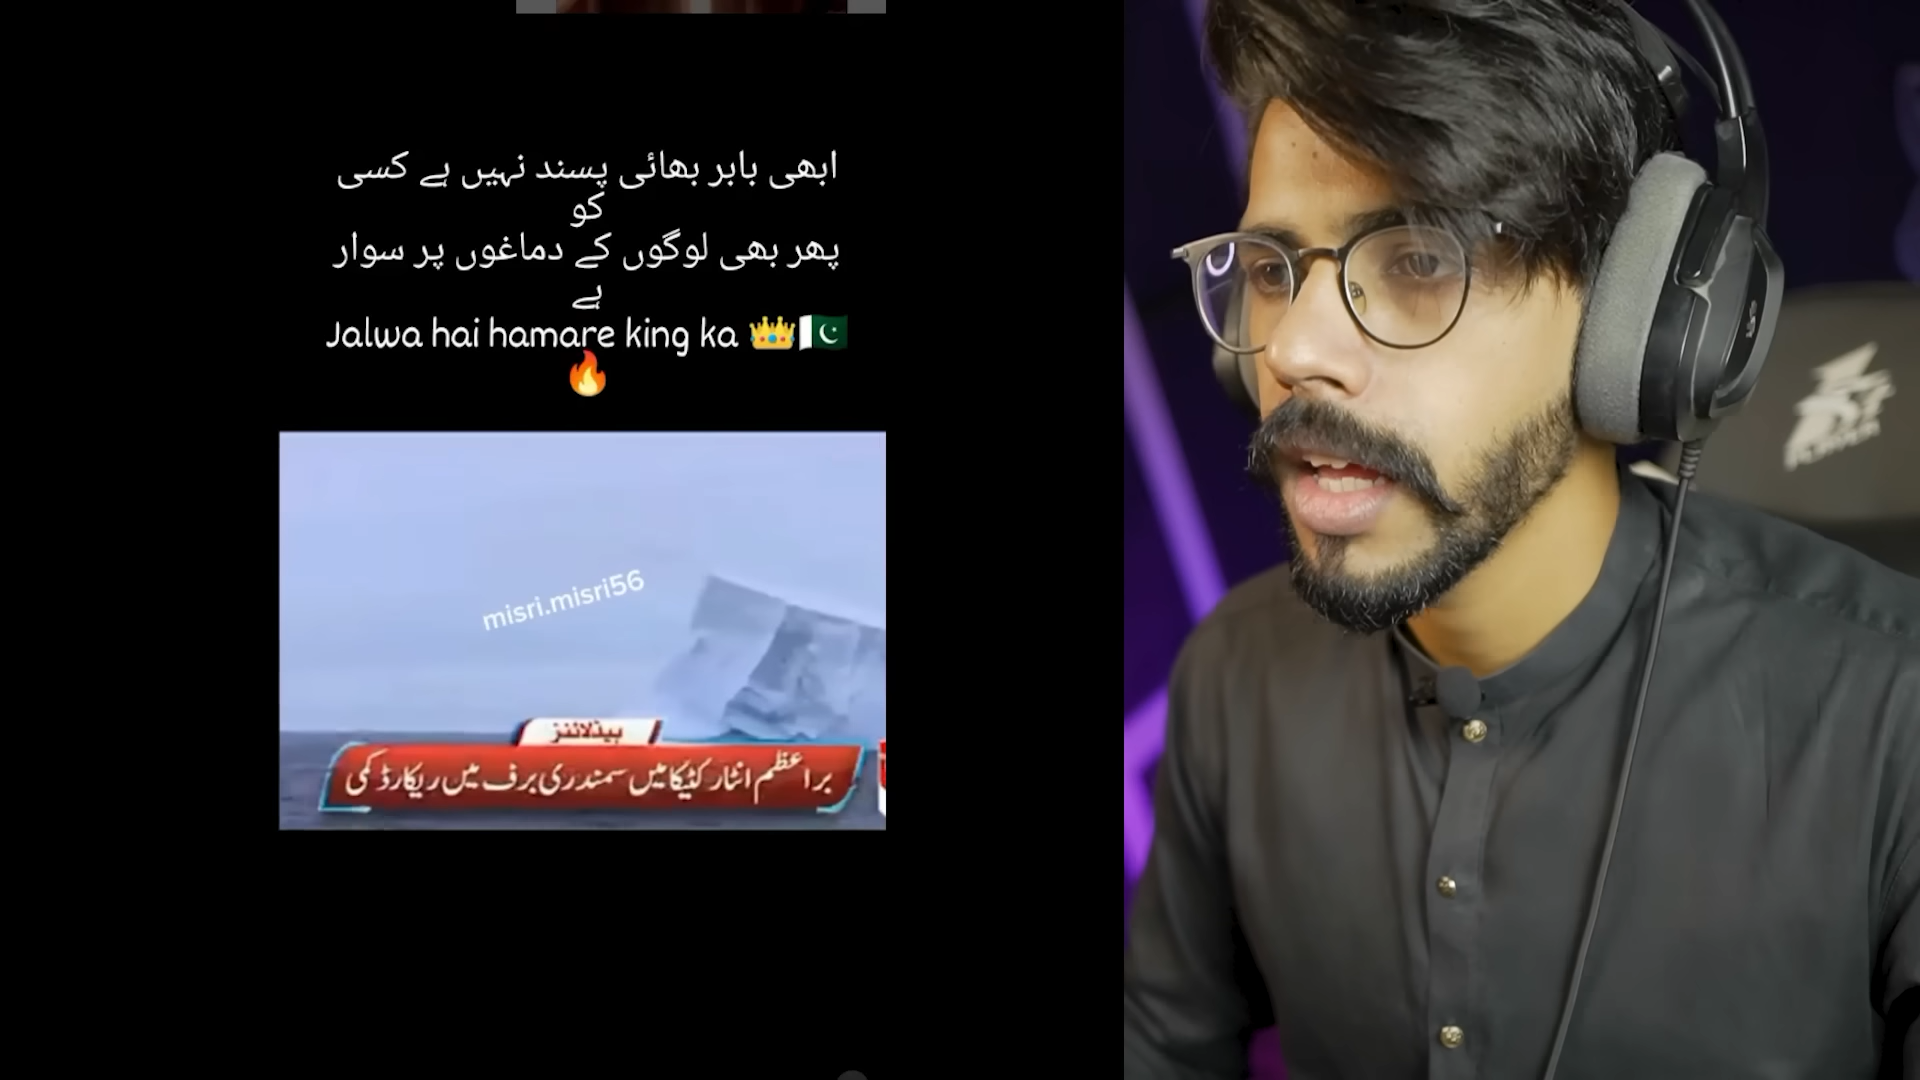 ابھی بابر بھائی پسند نہیں ہے کسی
کو
پھر بھی لوگوں کے دماغوں پر سوار
ہے
Jalwa hai hamare king ka 👑🇵🇰
🔥
misri.misri56
ہیڈلائنز
براعظم انٹارکٹیکا میں سمندری برف میں ریکارڈ کمی